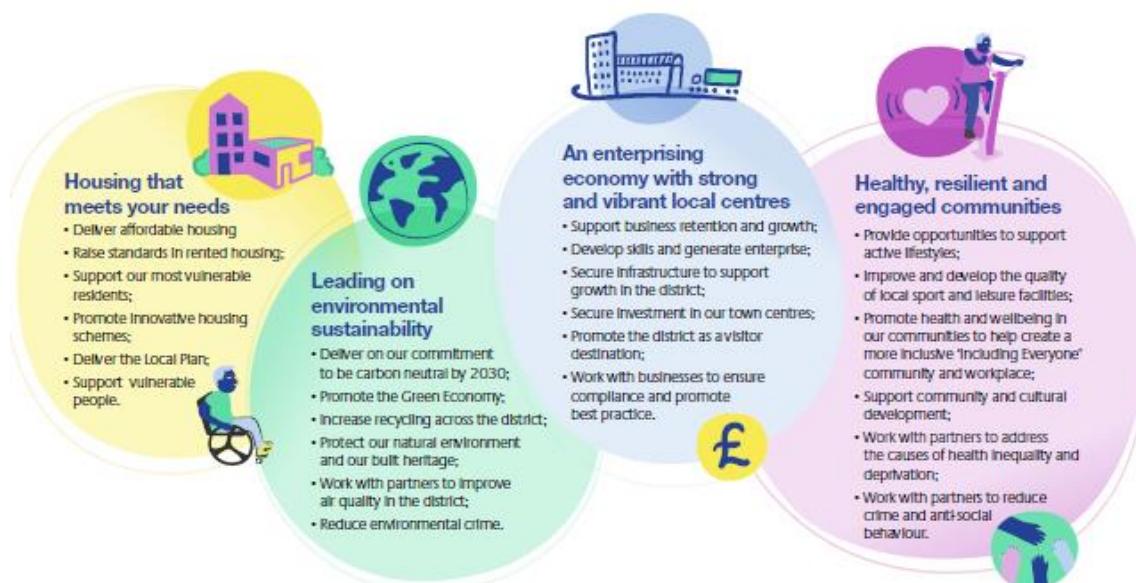 Housing that
meets your needs
• Deliver affordable housing
• Raise standards in rented housing;
• Support our most vulnerable
residents;
• Promote innovative housing
schemes;
• Deliver the Local Plan;
• Support vulnerable
people.
Leading on
environmental
sustainability
• Deliver on our commitment
to be carbon neutral by 2030;
• Promote the Green Economy;
• Increase recycling across the district;
• Protect our natural environment
and our built heritage;
• Work with partners to improve
air quality in the district;
• Reduce environmental crime.
An enterprising
economy with strong
and vibrant local centres
• Support business retention and growth;
• Develop skills and generate enterprise;
• Secure infrastructure to support
growth in the district;
• Secure investment in our town centres;
• Promote the district as a visitor
destination;
• Work with businesses to ensure
compliance and promote
best practice.
£
Healthy, resilient and
engaged communities
• Provide opportunities to support
active lifestyles;
• Improve and develop the quality
of local sport and leisure facilities;
• Promote health and wellbeing in
our communities to help create a
more inclusive 'Including Everyone'
community and workplace;
• Support community and cultural
development;
• Work with partners to address
the causes of health inequality and
deprivation;
• Work with partners to reduce
crime and anti-social
behaviour.